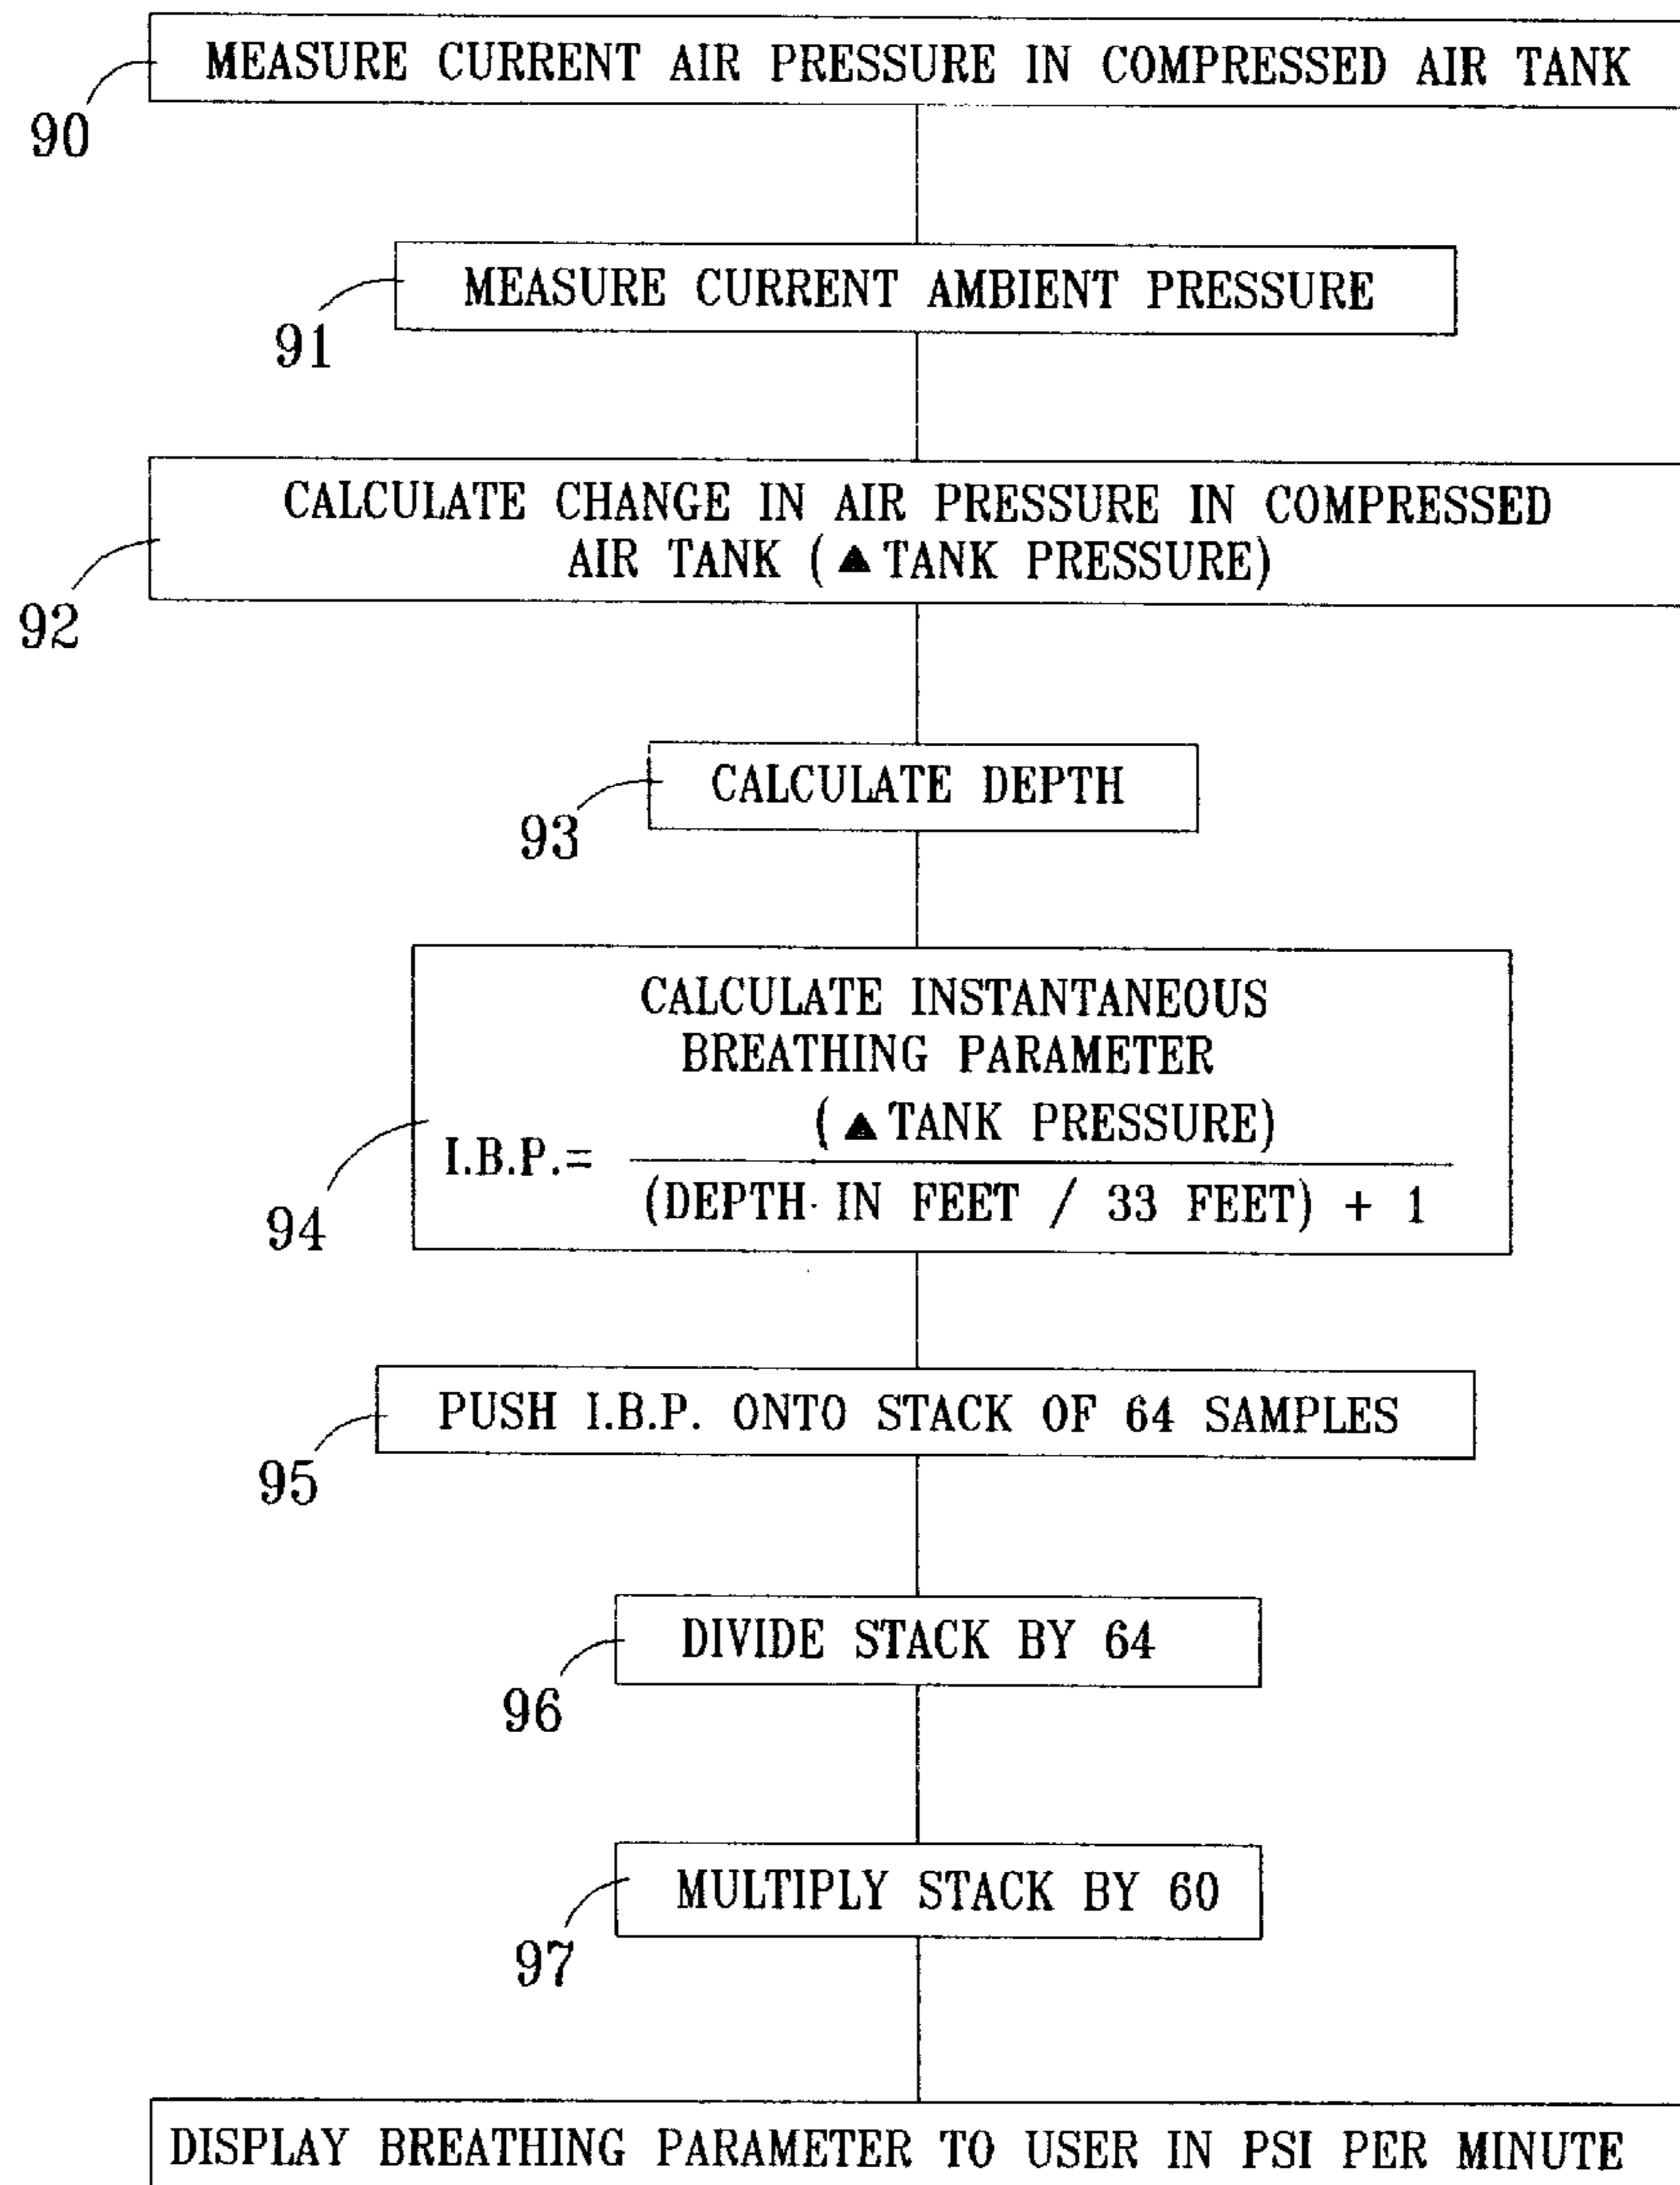 MEASURE CURRENT AIR PRESSURE IN COMPRESSED AIR TANK
90
MEASURE CURRENT AMBIENT PRESSURE
91
CALCULATE CHANGE IN AIR PRESSURE IN COMPRESSED
AIR TANK (▲ TANK PRESSURE)
92
CALCULATE DEPTH
93
CALCULATE INSTANTANEOUS
BREATHING PARAMETER
(▲ TANK PRESSURE)
I.B.P.=
(DEPTH IN FEET / 33 FEET) + 1
94
PUSH I.B.P. ONTO STACK OF 64 SAMPLES
95
DIVIDE STACK BY 64
96
MULTIPLY STACK BY 60
97
DISPLAY BREATHING PARAMETER TO USER IN PSI PER MINUTE